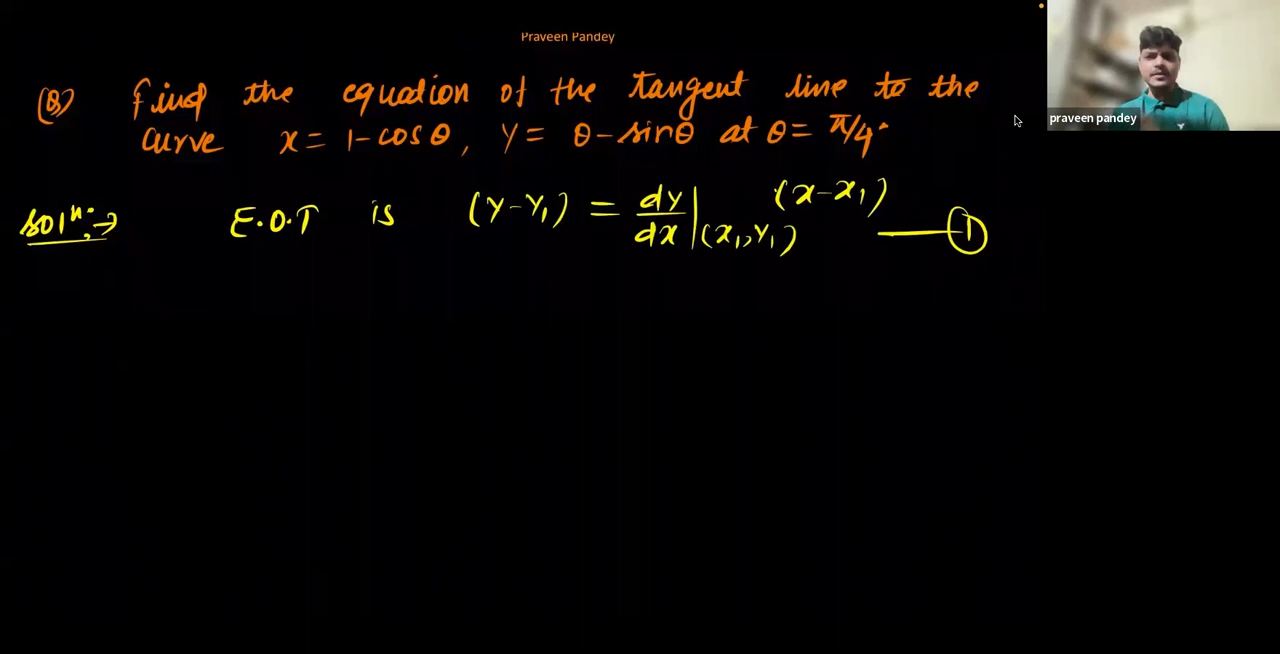 Praveen Pandey
(Q) Find the equation of the tangent line to the
curve x = 1-cosθ, y = θ-sinθ at θ = π/4.
Solⁿ:→ E.O.T is (y-y₁) = dy/dx|(x₁,y₁) (x-x₁) —— ①
praveen pandey